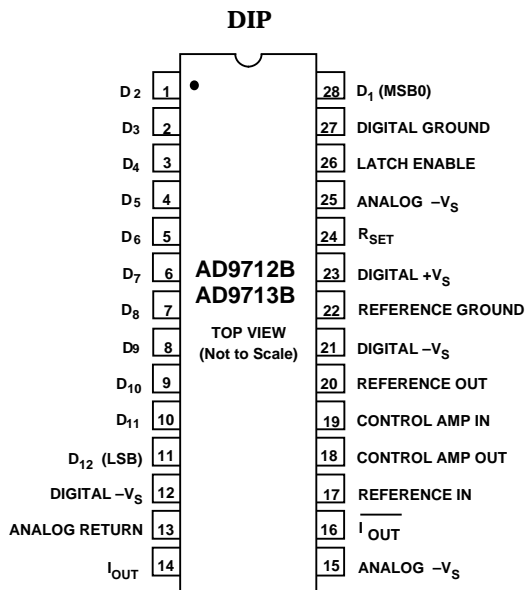 DIP
D2 1
D3 2
D4 3
D5 4
D6 5
D7 6
D8 7
D9 8
D10 9
D11 10
D12 (LSB) 11
DIGITAL –VS 12
ANALOG RETURN 13
IOUT 14
AD9712B
AD9713B
TOP VIEW
(Not to Scale)
28 D1 (MSB0)
27 DIGITAL GROUND
26 LATCH ENABLE
25 ANALOG –VS
24 RSET
23 DIGITAL +VS
22 REFERENCE GROUND
21 DIGITAL –VS
20 REFERENCE OUT
19 CONTROL AMP IN
18 CONTROL AMP OUT
17 REFERENCE IN
16 I̅O̅U̅T̅
15 ANALOG –VS